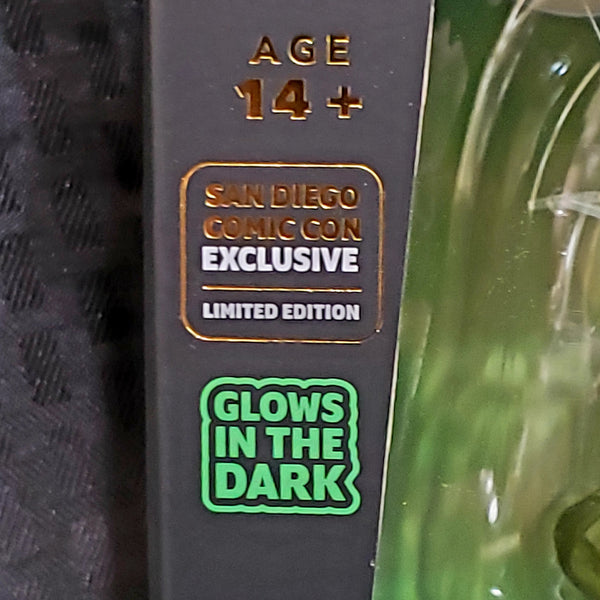 AGE
14+
SAN DIEGO
COMIC CON
EXCLUSIVE
LIMITED EDITION
GLOWS
IN THE
DARK